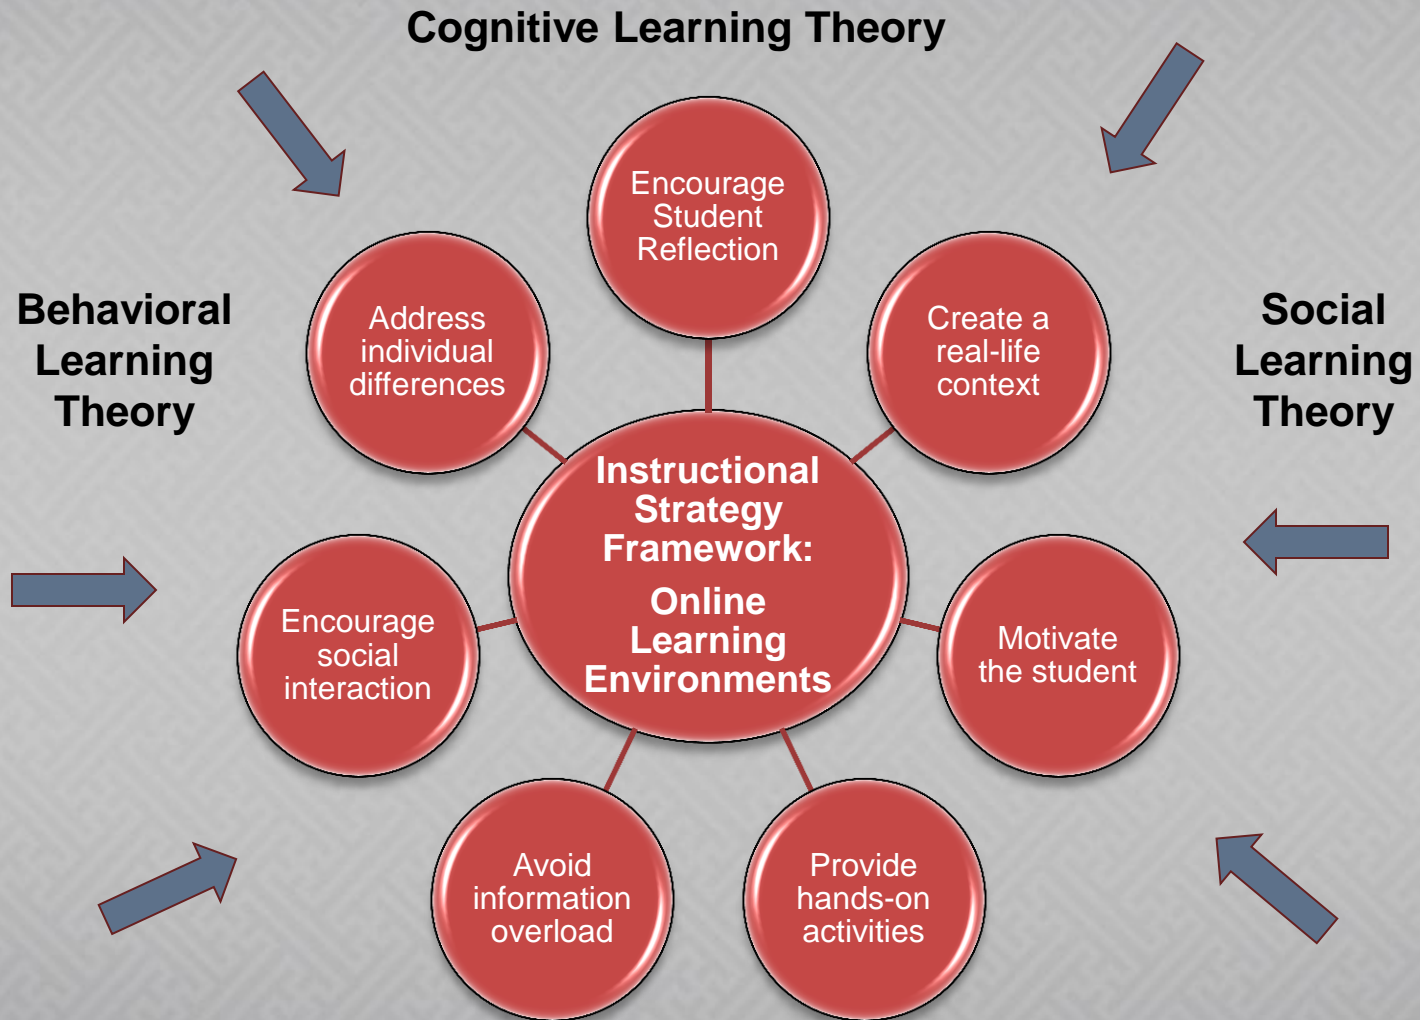 Cognitive Learning Theory
Encourage
Student
Reflection
Behavioral
Learning
Theory
Address
individual
differences
Create a
real-life
context
Social
Learning
Theory
Instructional
Strategy
Framework:
Online
Learning
Environments
Encourage
social
interaction
Motivate
the student
Avoid
information
overload
Provide
hands-on
activities